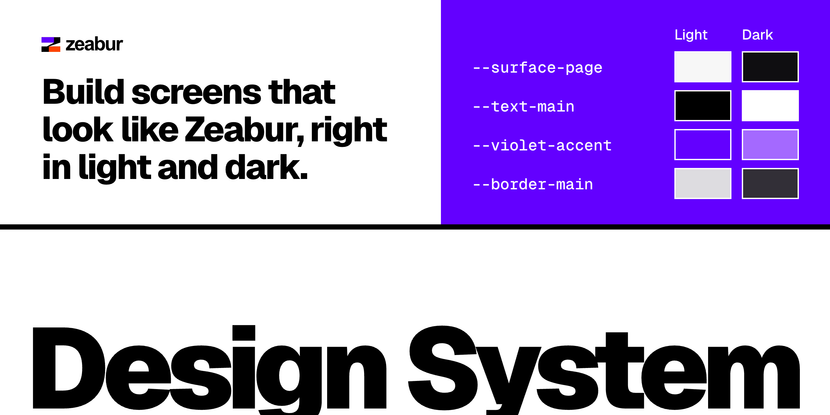 zeabur
Build screens that
look like Zeabur, right
in light and dark.
Light Dark
--surface-page
--text-main
--violet-accent
--border-main
Design System